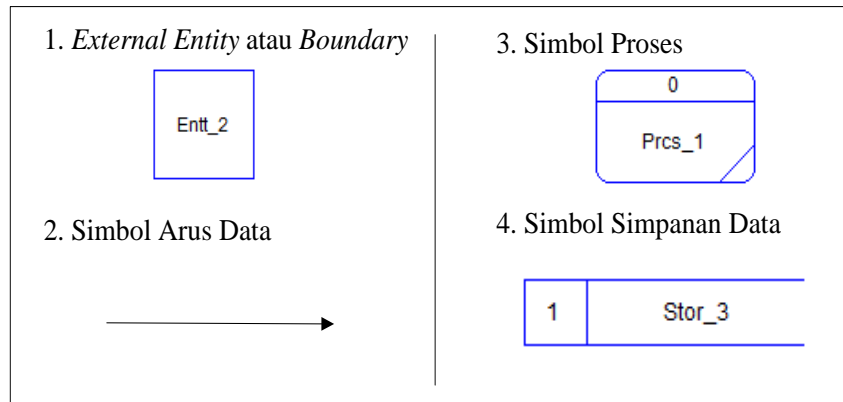 1. External Entity atau Boundary
Entt_2
2. Simbol Arus Data
3. Simbol Proses
0
Prcs_1
4. Simbol Simpanan Data
1 Stor_3